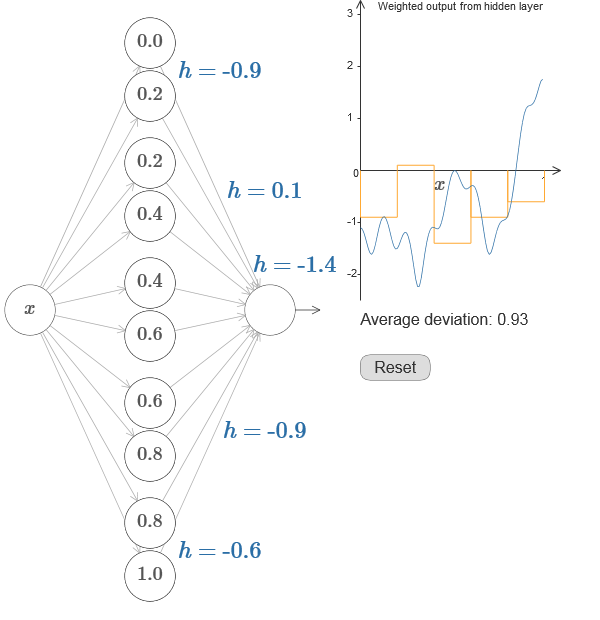 0.0
h = -0.9
0.2
0.2
h = 0.1
0.4
h = -1.4
0.4
x
0.6
0.6
h = -0.9
0.8
0.8
h = -0.6
1.0
Weighted output from hidden layer
3
2
1
0
x
1
-1
-2
Average deviation: 0.93
Reset